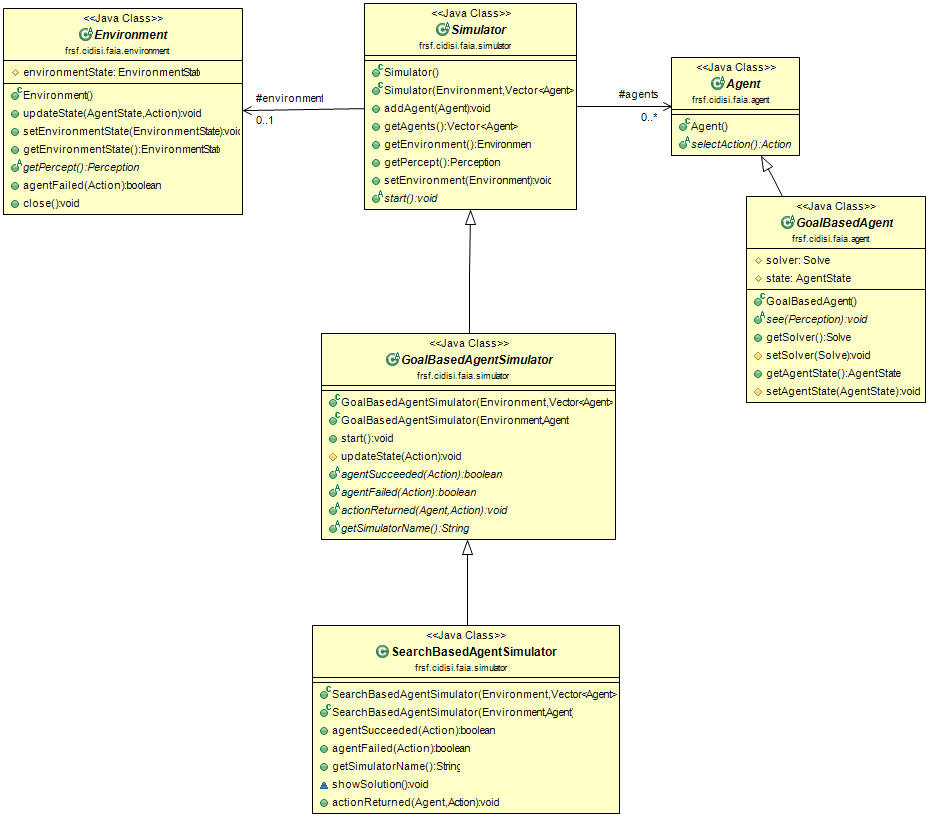 <<Java Class>>
Environment
frsf.cidisi.faia.environment
environmentState: EnvironmentStat
Environment()
updateState(AgentState,Action):void
setEnvironmentState(EnvironmentState):void
getEnvironmentState():EnvironmentStat
getPercept():Perception
agentFailed(Action):boolean
close():void
#environment
0..1
<<Java Class>>
Simulator
frsf.cidisi.faia.simulator
Simulator()
Simulator(Environment,Vector<Agent>
addAgent(Agent):void
getAgents():Vector<Agent>
getEnvironment():Environmen
getPercept():Perception
setEnvironment(Environment):void
start():void
#agents
0..*
<<Java Class>>
Agent
frsf.cidisi.faia.agent
Agent()
selectAction():Action
<<Java Class>>
GoalBasedAgent
frsf.cidisi.faia.agent
solver: Solve
state: AgentState
GoalBasedAgent()
see(Perception):void
getSolver():Solve
setSolver(Solve):void
getAgentState():AgentState
setAgentState(AgentState):void
<<Java Class>>
GoalBasedAgentSimulator
frsf.cidisi.faia.simulator
GoalBasedAgentSimulator(Environment,Vector<Agent>
GoalBasedAgentSimulator(Environment,Agent
start():void
updateState(Action):void
agentSucceeded(Action):boolean
agentFailed(Action):boolean
actionReturned(Agent,Action):void
getSimulatorName():String
<<Java Class>>
SearchBasedAgentSimulator
frsf.cidisi.faia.simulator
SearchBasedAgentSimulator(Environment,Vector<Agent>
SearchBasedAgentSimulator(Environment,Agent)
agentSucceeded(Action):boolean
agentFailed(Action):boolean
getSimulatorName():String
showSolution():void
actionReturned(Agent,Action):void